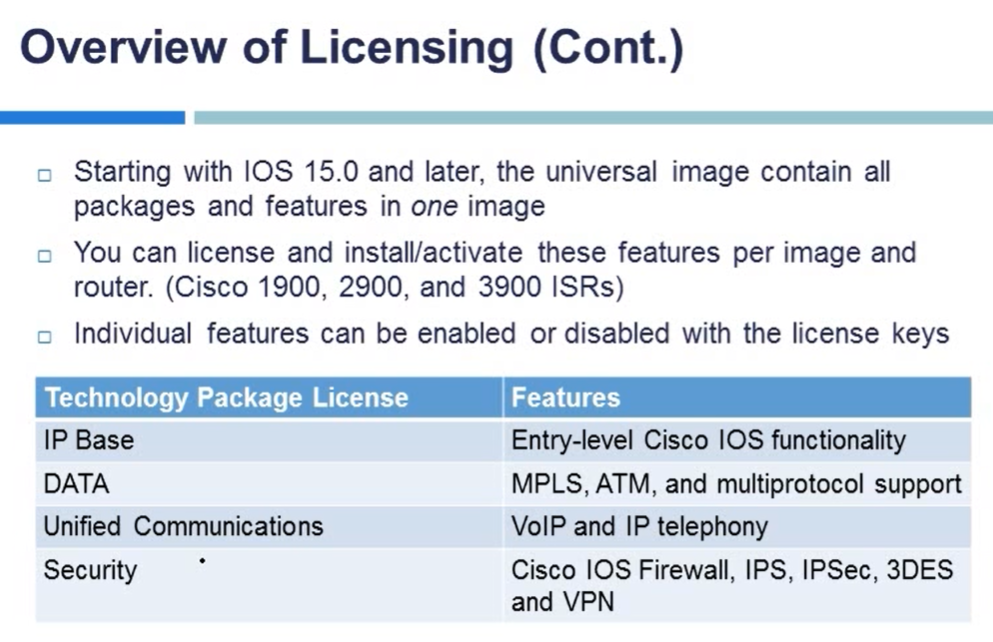 Overview of Licensing (Cont.)
Starting with IOS 15.0 and later, the universal image contain all
packages and features in one image
You can license and install/activate these features per image and
router. (Cisco 1900, 2900, and 3900 ISRs)
Individual features can be enabled or disabled with the license keys
Technology Package License Features
IP Base Entry-level Cisco IOS functionality
DATA MPLS, ATM, and multiprotocol support
Unified Communications VoIP and IP telephony
Security Cisco IOS Firewall, IPS, IPSec, 3DES
and VPN